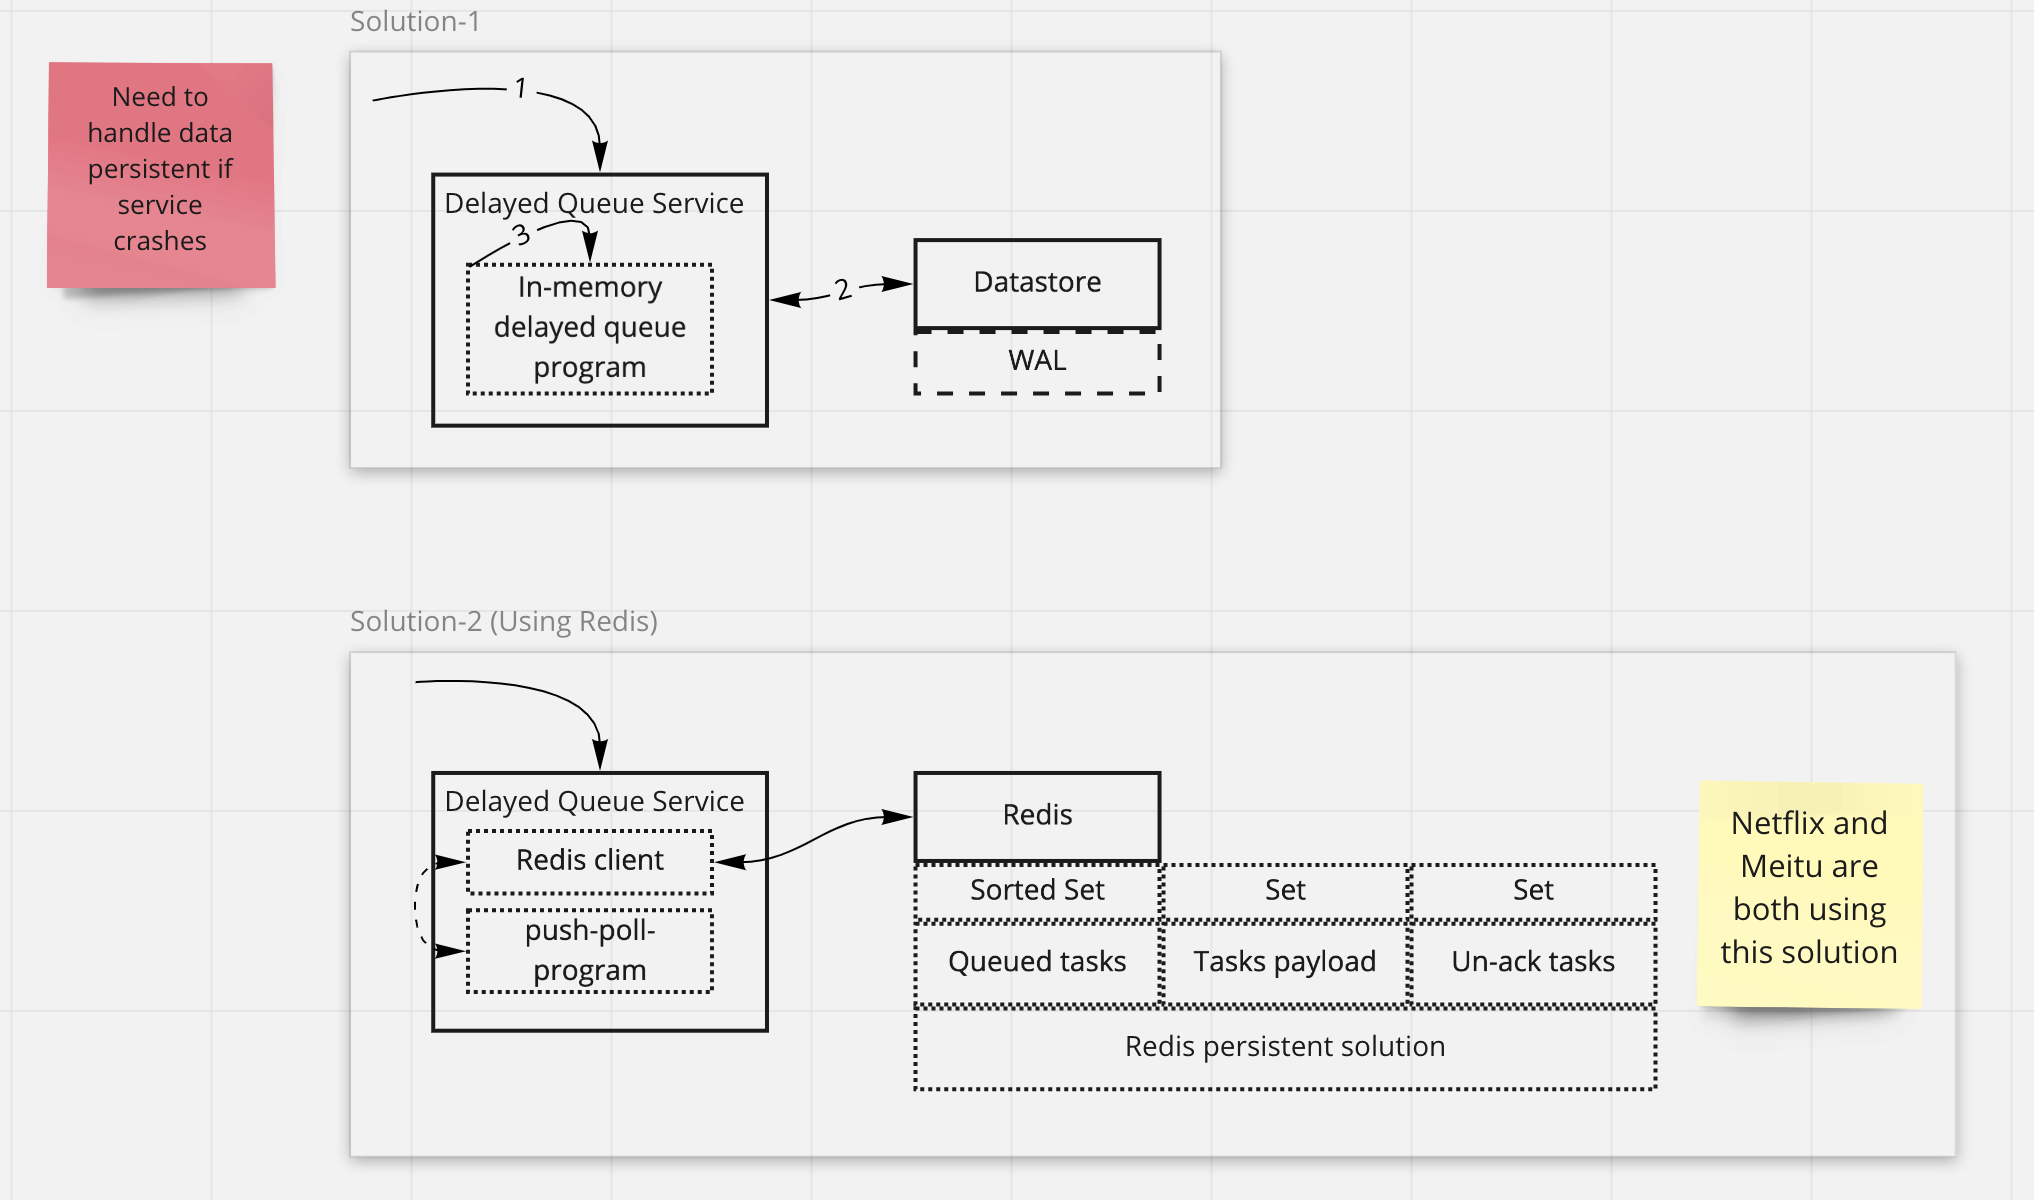 Solution-1
Need to
handle data
persistent if
service
crashes
1
Delayed Queue Service
3
In-memory
delayed queue
program
2
Datastore
WAL
Solution-2 (Using Redis)
Delayed Queue Service
Redis client
push-poll-
program
Redis
Sorted Set
Set
Set
Queued tasks
Tasks payload
Un-ack tasks
Redis persistent solution
Netflix and
Meitu are
both using
this solution